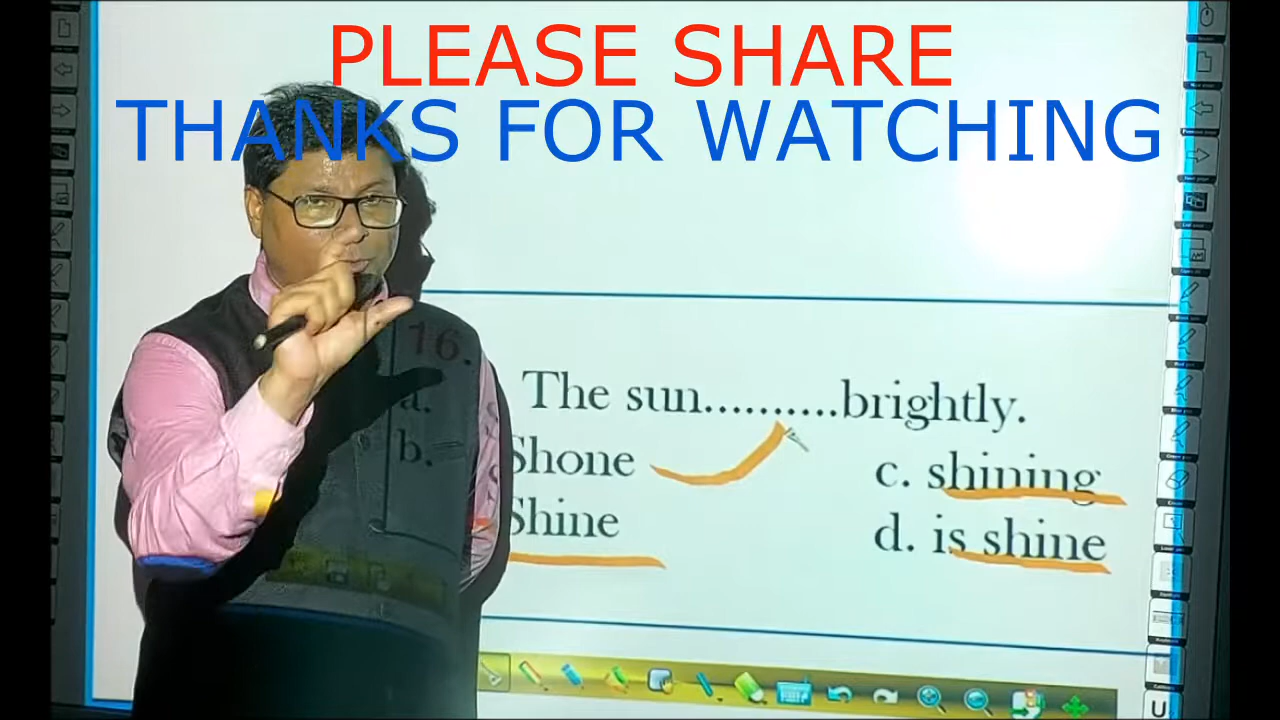 PLEASE SHARE
THANKS FOR WATCHING
16.
The sun..........brightly.
a. Shone
c. shining
b. Shine
d. is shine
U